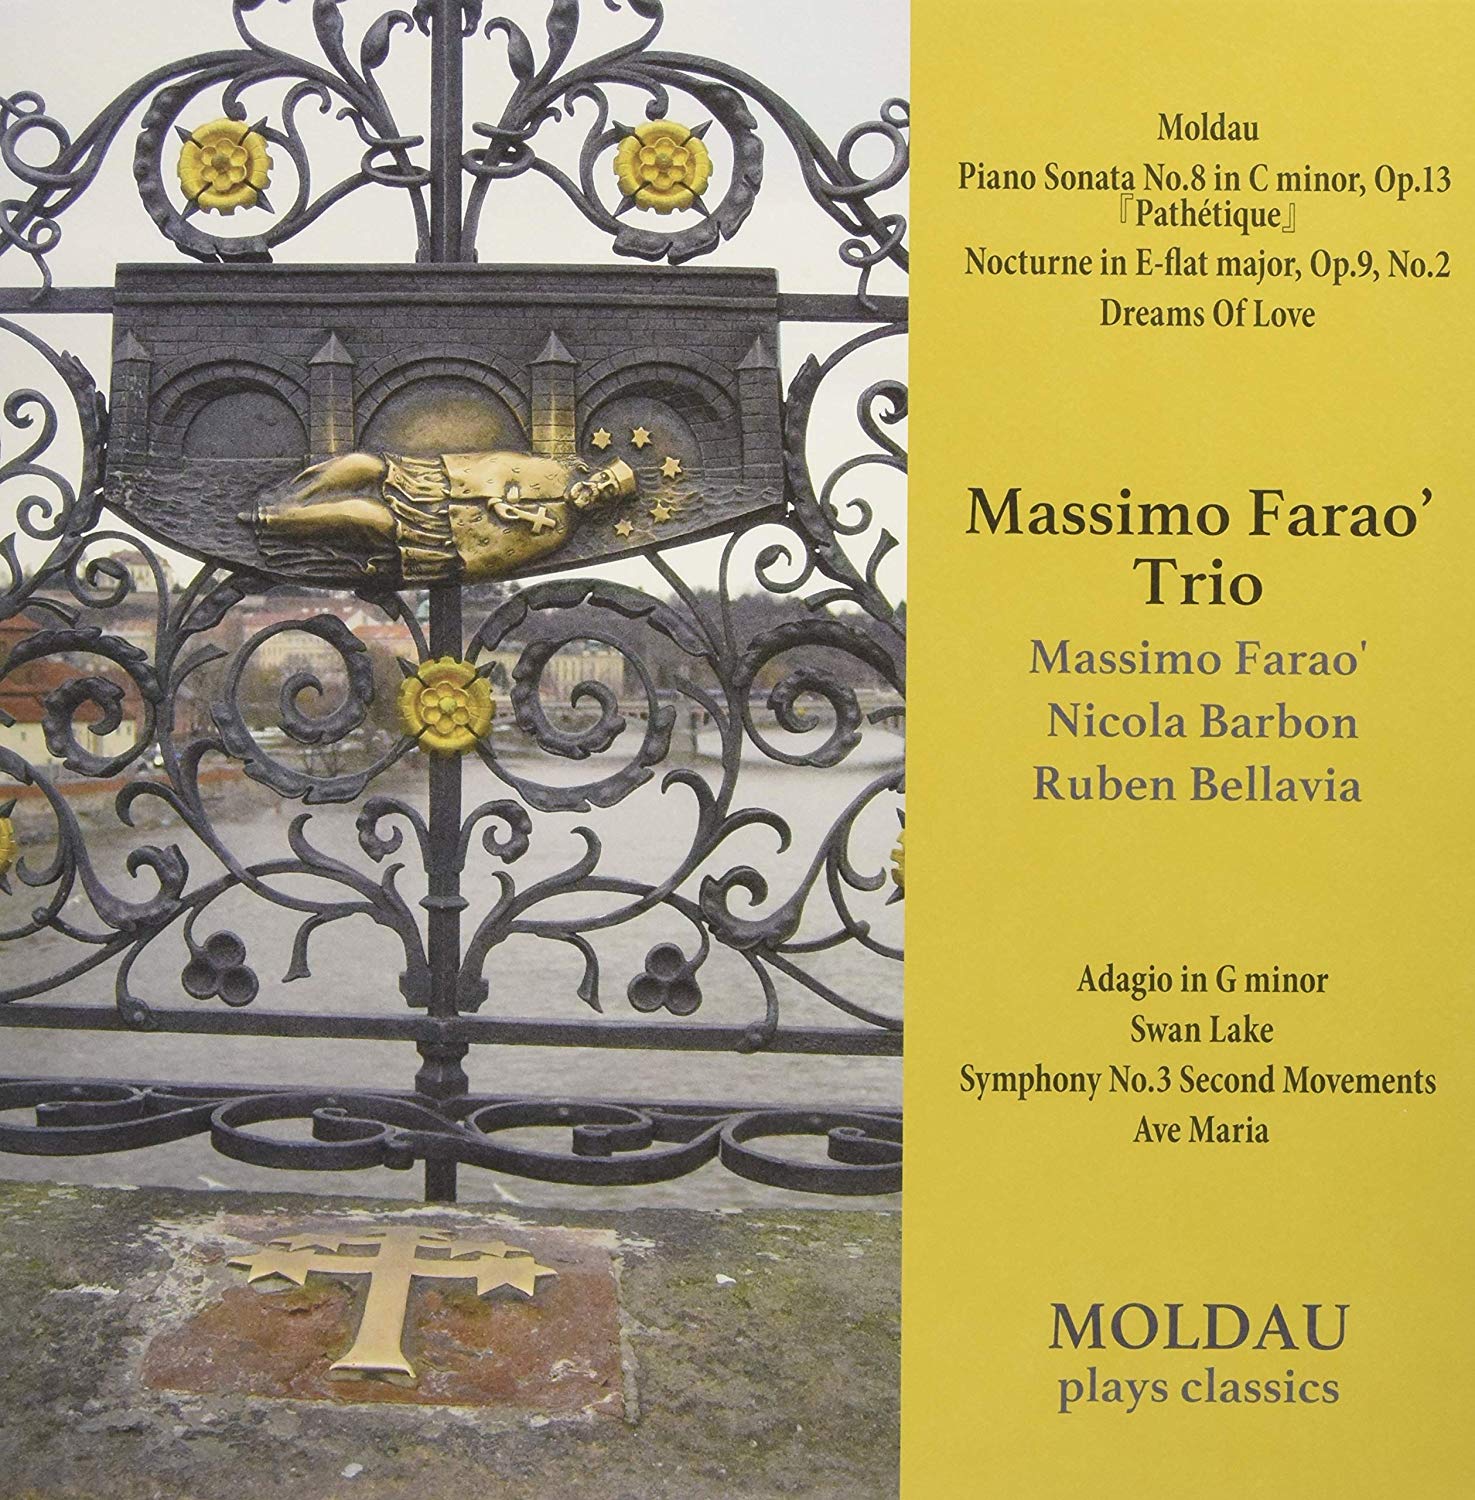 Moldau
Piano Sonata No.8 in C minor, Op.13
『Pathétique』
Nocturne in E-flat major, Op.9, No.2
Dreams Of Love
Massimo Farao’
Trio
Massimo Farao'
Nicola Barbon
Ruben Bellavia
Adagio in G minor
Swan Lake
Symphony No.3 Second Movements
Ave Maria
MOLDAU
plays classics